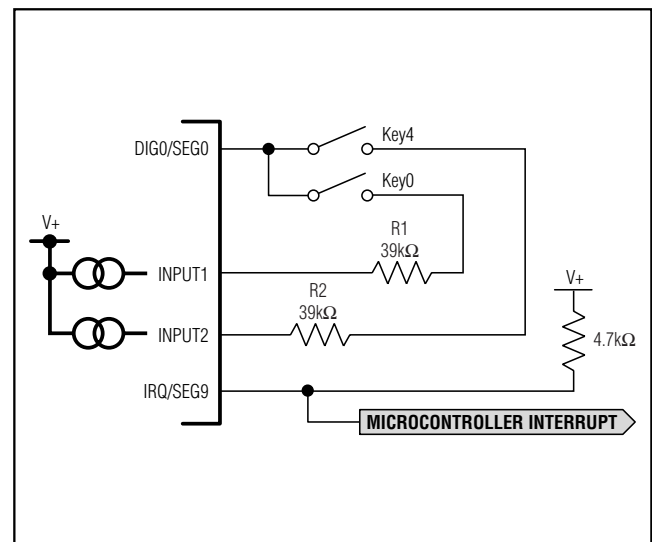 DIG0/SEG0
Key4
Key0
V+
R1
39kΩ
INPUT1
V+
R2
39kΩ
INPUT2
4.7kΩ
IRQ/SEG9
MICROCONTROLLER INTERRUPT